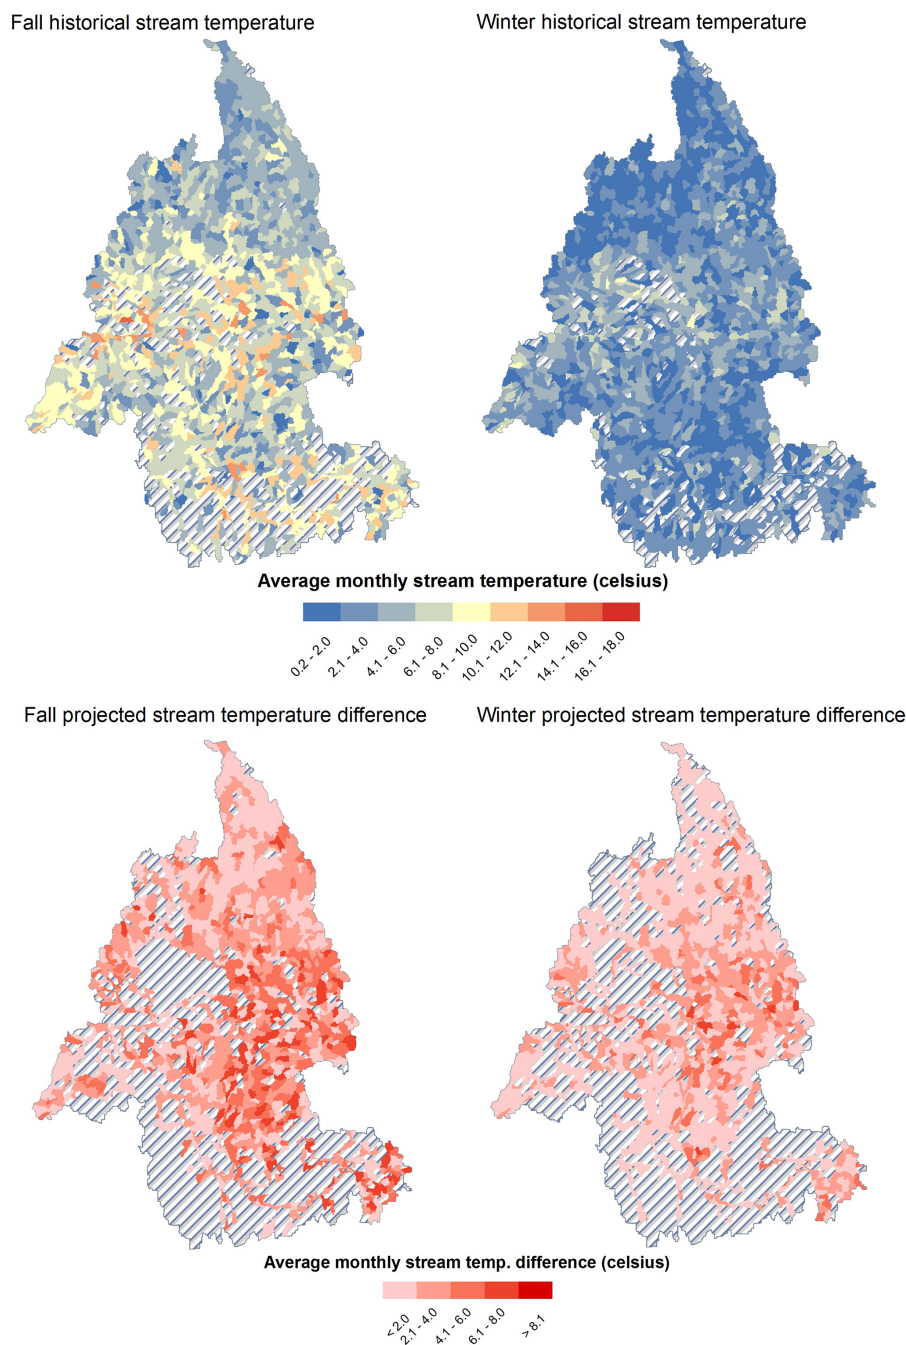 Fall historical stream temperature
Winter historical stream temperature
Average monthly stream temperature (celsius)
0.2 - 2.0
2.1 - 4.0
4.1 - 6.0
6.1 - 8.0
8.1 - 10.0
10.1 - 12.0
12.1 - 14.0
14.1 - 16.0
16.1 - 18.0
Fall projected stream temperature difference
Winter projected stream temperature difference
Average monthly stream temp. difference (celsius)
< 2.0
2.1 - 4.0
4.1 - 6.0
6.1 - 8.0
> 8.1